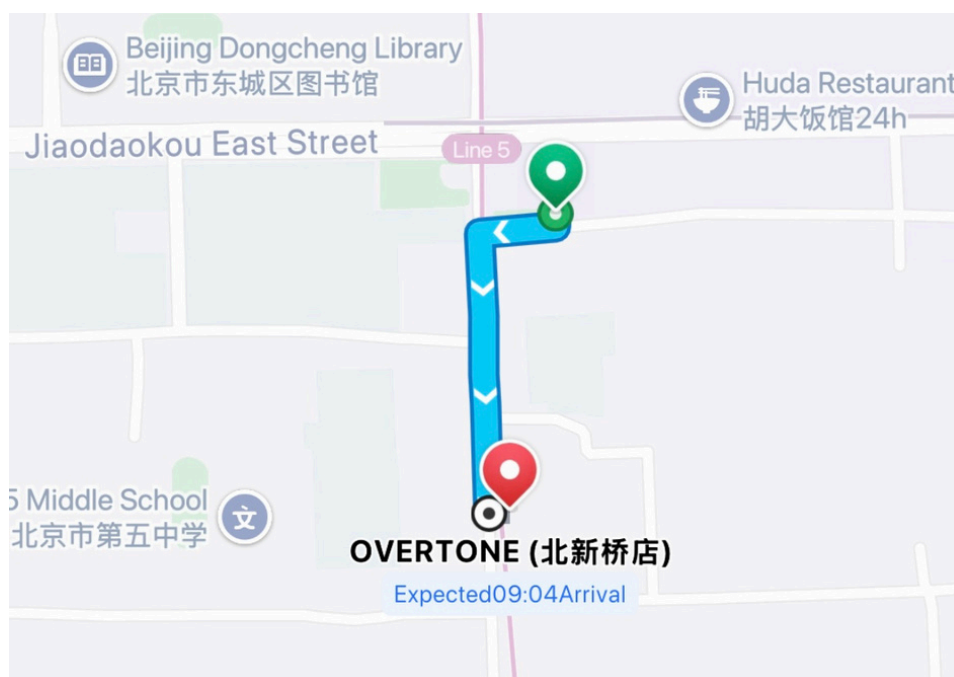 Beijing Dongcheng Library
北京市东城区图书馆
Huda Restaurant
胡大饭馆24h
Jiaodaokou East Street
Line 5
5 Middle School
北京市第五中学
文
OVERTONE (北新桥店)
Expected09:04Arrival